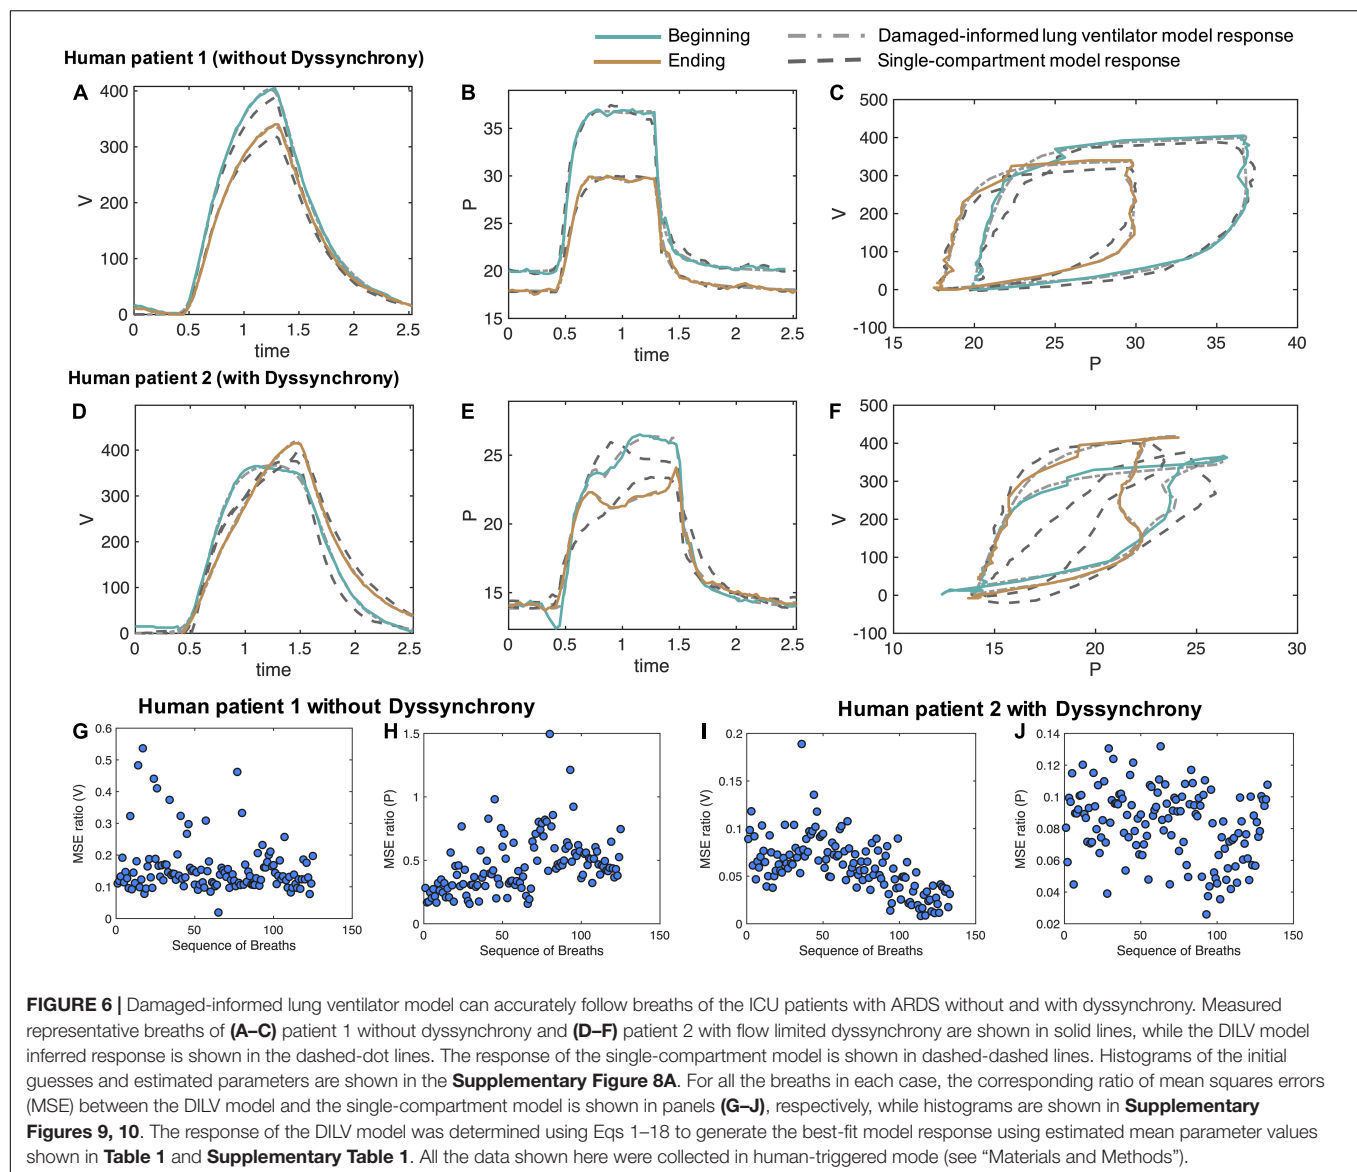 Beginning
Damaged-informed lung ventilator model response
Human patient 1 (without Dyssynchrony)
Ending
Single-compartment model response
A
400
300
200
100
0
V
0
0.5
1
1.5
2
2.5
time
B
35
30
25
20
15
P
0
0.5
1
1.5
2
2.5
time
C
500
400
300
200
100
0
-100
V
15
20
25
30
35
40
P
Human patient 2 (with Dyssynchrony)
D
400
300
200
100
0
V
0
0.5
1
1.5
2
2.5
time
E
25
20
15
P
0
0.5
1
1.5
2
2.5
time
F
500
400
300
200
100
0
-100
V
10
15
20
25
30
P
Human patient 1 without Dyssynchrony
Human patient 2 with Dyssynchrony
G
0.6
0.5
0.4
0.3
0.2
0.1
0
MSE ratio (V)
0
50
100
150
Sequence of Breaths
H
1.5
1
0.5
0
MSE ratio (P)
0
50
100
150
Sequence of Breaths
I
0.2
0.15
0.1
0.05
0
MSE ratio (V)
0
50
100
150
Sequence of Breaths
J
0.14
0.12
0.1
0.08
0.06
0.04
0.02
MSE ratio (P)
0
50
100
150
Sequence of Breaths
FIGURE 6 | Damaged-informed lung ventilator model can accurately follow breaths of the ICU patients with ARDS without and with dyssynchrony. Measured
representative breaths of (A–C) patient 1 without dyssynchrony and (D–F) patient 2 with flow limited dyssynchrony are shown in solid lines, while the DILV model
inferred response is shown in the dashed-dot lines. The response of the single-compartment model is shown in dashed-dashed lines. Histograms of the initial
guesses and estimated parameters are shown in the Supplementary Figure 8A. For all the breaths in each case, the corresponding ratio of mean squares errors
(MSE) between the DILV model and the single-compartment model is shown in panels (G–J), respectively, while histograms are shown in Supplementary
Figures 9, 10. The response of the DILV model was determined using Eqs 1–18 to generate the best-fit model response using estimated mean parameter values
shown in Table 1 and Supplementary Table 1. All the data shown here were collected in human-triggered mode (see “Materials and Methods”).